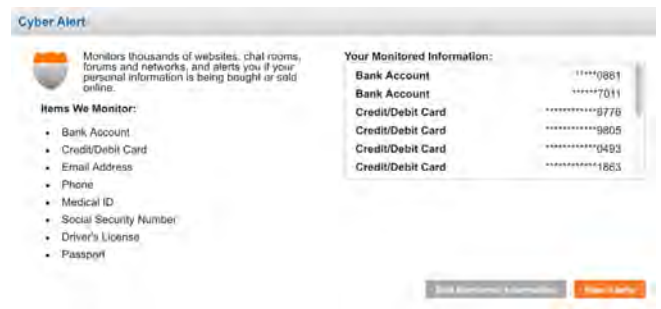 Cyber Alert
Monitors thousands of websites, chat rooms,
forums and networks, and alerts you if your
personal information is being bought or sold
online.
Items We Monitor:
• Bank Account
• Credit/Debit Card
• Email Address
• Phone
• Medical ID
• Social Security Number
• Driver's License
• Passport
Your Monitored Information:
Bank Account *****0881
Bank Account ******7011
Credit/Debit Card ************6776
Credit/Debit Card ************9805
Credit/Debit Card ************0493
Credit/Debit Card ************1863